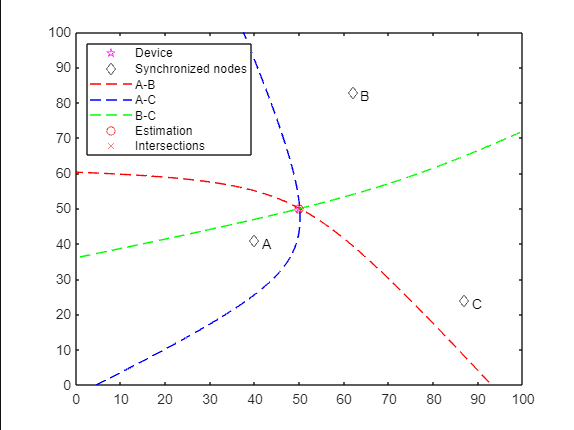 100
90
80
70
60
50
40
30
20
10
0
Device
Synchronized nodes
A-B
A-C
B-C
Estimation
Intersections
B
A
C
0 10 20 30 40 50 60 70 80 90 100